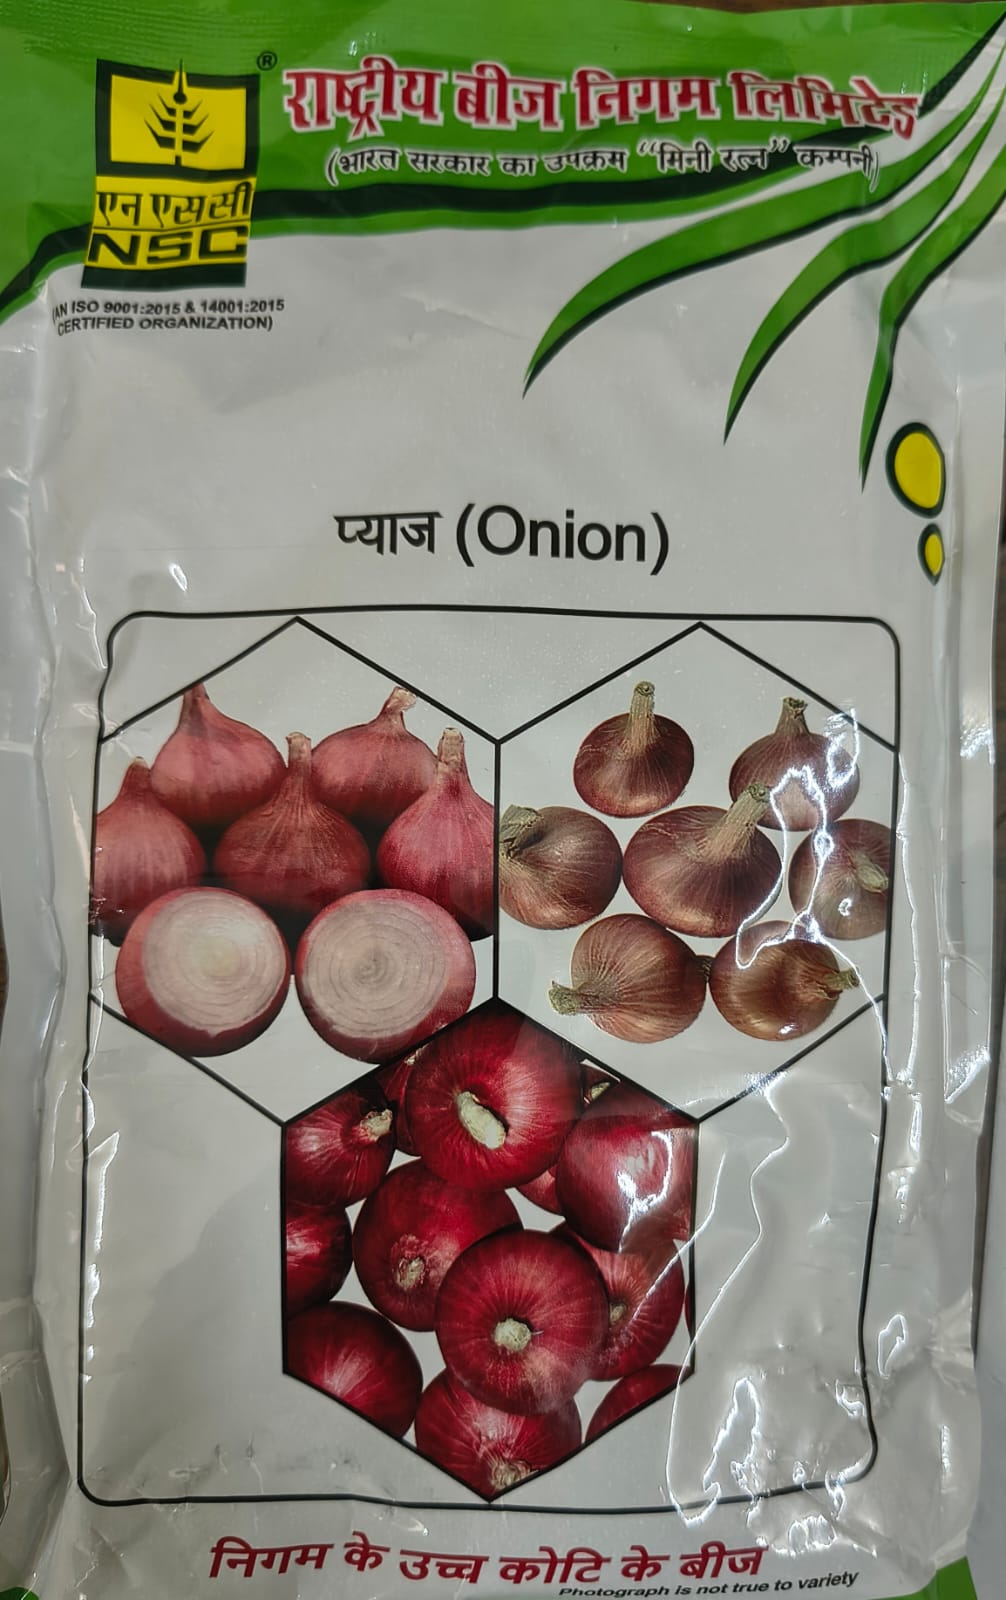 ®
राष्ट्रीय बीज निगम लिमिटेड
(भारत सरकार का उपक्रम “मिनी रत्न” कम्पनी)
एन एस सी
NSC
(AN ISO 9001:2015 & 14001:2015
CERTIFIED ORGANIZATION)
प्याज (Onion)
निगम के उच्च कोटि के बीज
Photograph is not true to variety